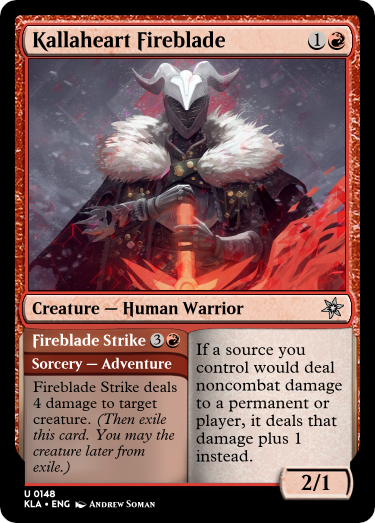 Kallaheart Fireblade 1
Creature — Human Warrior
Fireblade Strike 3
Sorcery — Adventure
Fireblade Strike deals
4 damage to target
creature. (Then exile
this card. You may the
creature later from
exile.)
If a source you
control would deal
noncombat damage
to a permanent or
player, it deals that
damage plus 1
instead.
2/1
U 0148
KLA • ENG Andrew Soman